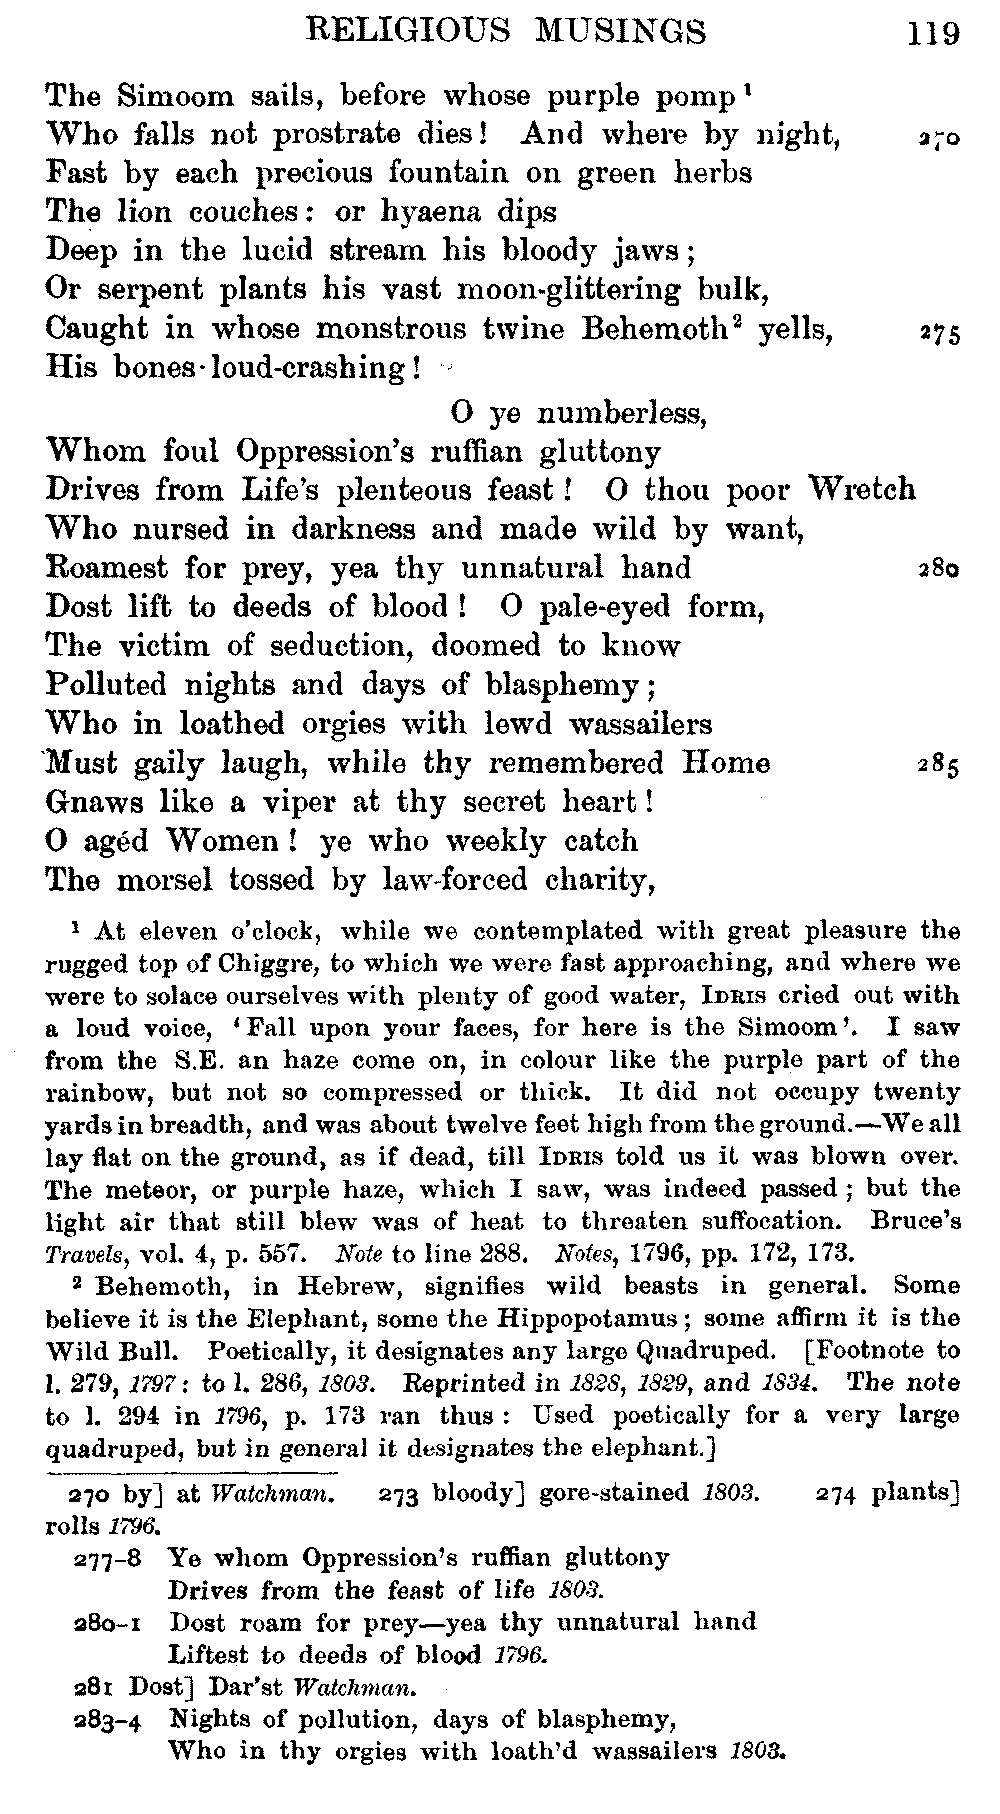 RELIGIOUS MUSINGS 119
The Simoom sails, before whose purple pomp ¹
Who falls not prostrate dies! And where by night, 270
Fast by each precious fountain on green herbs
The lion couches: or hyaena dips
Deep in the lucid stream his bloody jaws;
Or serpent plants his vast moon-glittering bulk,
Caught in whose monstrous twine Behemoth ² yells, 275
His bones loud-crashing!
O ye numberless,
Whom foul Oppression's ruffian gluttony
Drives from Life's plenteous feast! O thou poor Wretch
Who nursed in darkness and made wild by want,
Roamest for prey, yea thy unnatural hand 280
Dost lift to deeds of blood! O pale-eyed form,
The victim of seduction, doomed to know
Polluted nights and days of blasphemy;
Who in loathed orgies with lewd wassailers
Must gaily laugh, while thy remembered Home 285
Gnaws like a viper at thy secret heart!
O agéd Women! ye who weekly catch
The morsel tossed by law-forced charity,
¹ At eleven o'clock, while we contemplated with great pleasure the
rugged top of Chiggre, to which we were fast approaching, and where we
were to solace ourselves with plenty of good water, IDRIS cried out with
a loud voice, 'Fall upon your faces, for here is the Simoom'. I saw
from the S.E. an haze come on, in colour like the purple part of the
rainbow, but not so compressed or thick. It did not occupy twenty
yards in breadth, and was about twelve feet high from the ground.—We all
lay flat on the ground, as if dead, till IDRIS told us it was blown over.
The meteor, or purple haze, which I saw, was indeed passed; but the
light air that still blew was of heat to threaten suffocation. Bruce's
Travels, vol. 4, p. 557. Note to line 288. Notes, 1796, pp. 172, 173.
² Behemoth, in Hebrew, signifies wild beasts in general. Some
believe it is the Elephant, some the Hippopotamus; some affirm it is the
Wild Bull. Poetically, it designates any large Quadruped. [Footnote to
l. 279, 1797: to l. 286, 1803. Reprinted in 1828, 1829, and 1834. The note
to l. 294 in 1796, p. 173 ran thus: Used poetically for a very large
quadruped, but in general it designates the elephant.]
270 by] at Watchman. 273 bloody] gore-stained 1803. 274 plants]
rolls 1796.
277-8 Ye whom Oppression's ruffian gluttony
Drives from the feast of life 1803.
280-1 Dost roam for prey—yea thy unnatural hand
Liftest to deeds of blood 1796.
281 Dost] Dar'st Watchman.
283-4 Nights of pollution, days of blasphemy,
Who in thy orgies with loath'd wassailers 1803.